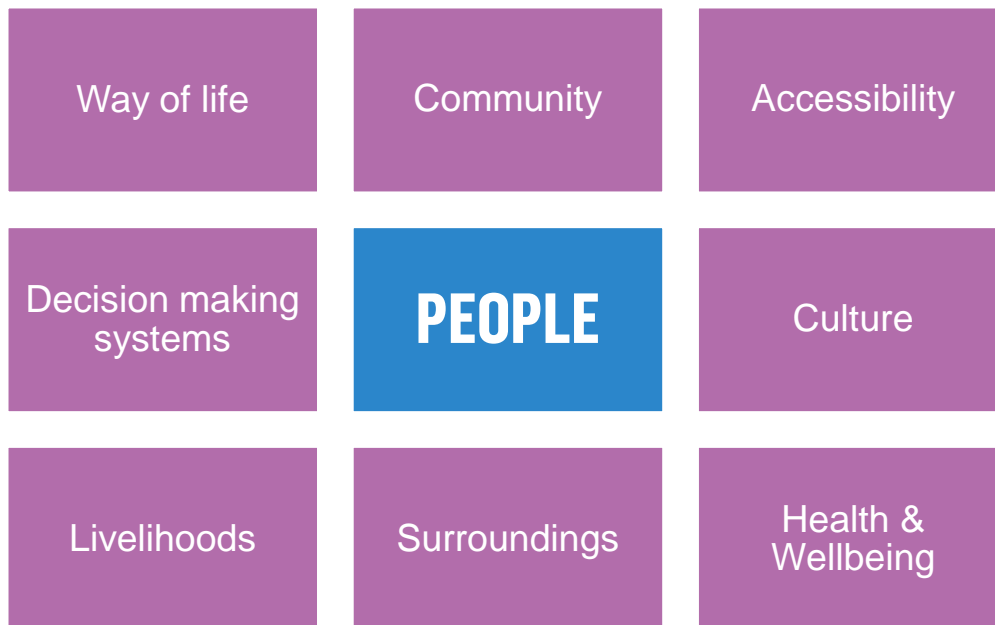 Way of life
Community
Accessibility
Decision making
systems
PEOPLE
Culture
Livelihoods
Surroundings
Health &
Wellbeing